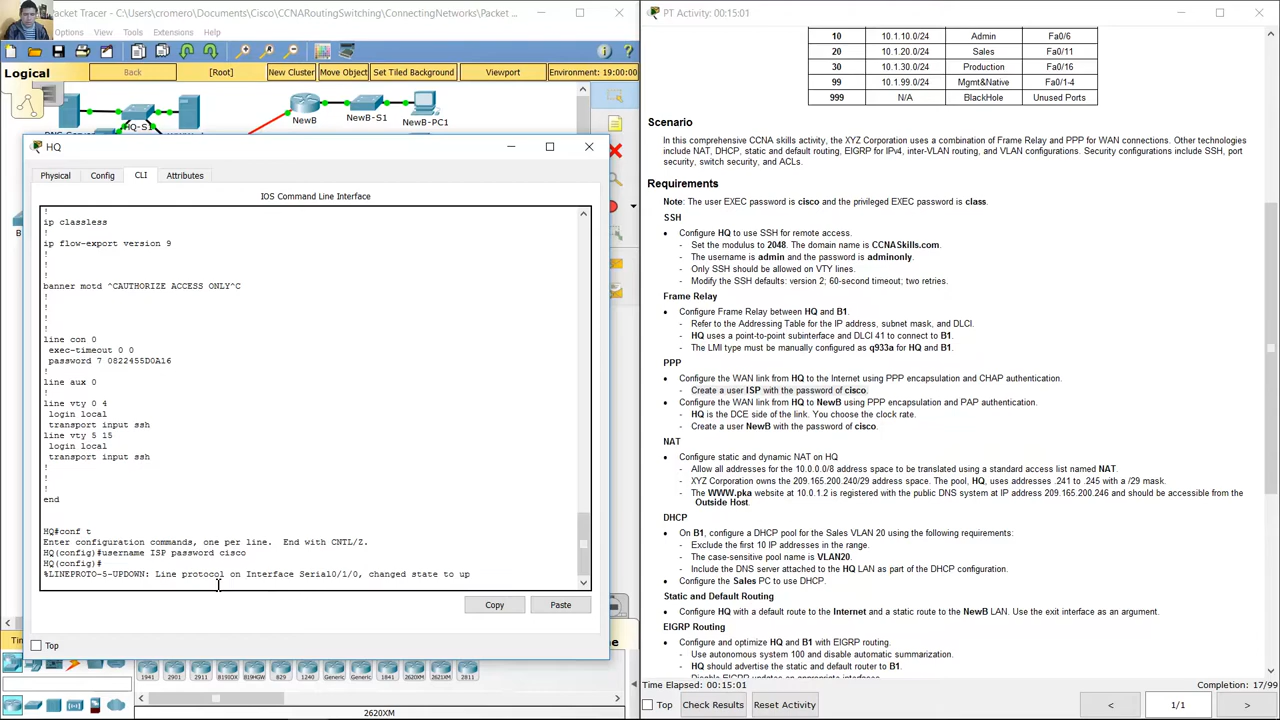 Packet Tracer - C:\Users\cromero\Documents\Cisco\CCNARoutingSwitching\ConnectingNetworks\Packet ...
Options View Tools Extensions Help
Logical Back [Root] New Cluster Move Object Set Tiled Background Viewport Environment: 19:00:00
HQ-S1
NewB
NewB-S1
NewB-PC1
HQ
Physical Config CLI Attributes
IOS Command Line Interface
!
ip classless
!
ip flow-export version 9
!
!
!
banner motd ^CAUTHORIZE ACCESS ONLY^C
!
!
!
!
line con 0
exec-timeout 0 0
password 7 0822455D0A16
!
line aux 0
!
line vty 0 4
login local
transport input ssh
line vty 5 15
login local
transport input ssh
!
!
!
end
HQ#conf t
Enter configuration commands, one per line.  End with CNTL/Z.
HQ(config)#username ISP password cisco
HQ(config)#
%LINEPROTO-5-UPDOWN: Line protocol on Interface Serial0/1/0, changed state to up
Copy Paste
Top
1941 2901 2911 819IOX 819HGW 829 1240 Generic Generic 1841 2620XM 2621XM 2811
2620XM
PT Activity: 00:15:01
10 10.1.10.0/24 Admin Fa0/6
20 10.1.20.0/24 Sales Fa0/11
30 10.1.30.0/24 Production Fa0/16
99 10.1.99.0/24 Mgmt&Native Fa0/1-4
999 N/A BlackHole Unused Ports
Scenario
In this comprehensive CCNA skills activity, the XYZ Corporation uses a combination of Frame Relay and PPP for WAN connections. Other technologies
include NAT, DHCP, static and default routing, EIGRP for IPv4, inter-VLAN routing, and VLAN configurations. Security configurations include SSH, port
security, switch security, and ACLs.
Requirements
Note: The user EXEC password is cisco and the privileged EXEC password is class.
SSH
• Configure HQ to use SSH for remote access.
- Set the modulus to 2048. The domain name is CCNASkills.com.
- The username is admin and the password is adminonly.
- Only SSH should be allowed on VTY lines.
- Modify the SSH defaults: version 2; 60-second timeout; two retries.
Frame Relay
• Configure Frame Relay between HQ and B1.
- Refer to the Addressing Table for the IP address, subnet mask, and DLCI.
- HQ uses a point-to-point subinterface and DLCI 41 to connect to B1.
- The LMI type must be manually configured as q933a for HQ and B1.
PPP
• Configure the WAN link from HQ to the Internet using PPP encapsulation and CHAP authentication.
- Create a user ISP with the password of cisco.
• Configure the WAN link from HQ to NewB using PPP encapsulation and PAP authentication.
- HQ is the DCE side of the link. You choose the clock rate.
- Create a user NewB with the password of cisco.
NAT
• Configure static and dynamic NAT on HQ
- Allow all addresses for the 10.0.0.0/8 address space to be translated using a standard access list named NAT.
- XYZ Corporation owns the 209.165.200.240/29 address space. The pool, HQ, uses addresses .241 to .245 with a /29 mask.
- The WWW.pka website at 10.0.1.2 is registered with the public DNS system at IP address 209.165.200.246 and should be accessible from the
Outside Host.
DHCP
• On B1, configure a DHCP pool for the Sales VLAN 20 using the following requirements:
- Exclude the first 10 IP addresses in the range.
- The case-sensitive pool name is VLAN20.
- Include the DNS server attached to the HQ LAN as part of the DHCP configuration.
• Configure the Sales PC to use DHCP.
Static and Default Routing
• Configure HQ with a default route to the Internet and a static route to the NewB LAN. Use the exit interface as an argument.
EIGRP Routing
• Configure and optimize HQ and B1 with EIGRP routing.
- Use autonomous system 100 and disable automatic summarization.
- HQ should advertise the static and default router to B1.
Time Elapsed: 00:15:01 Completion: 17/99
Top Check Results Reset Activity < 1/1 >